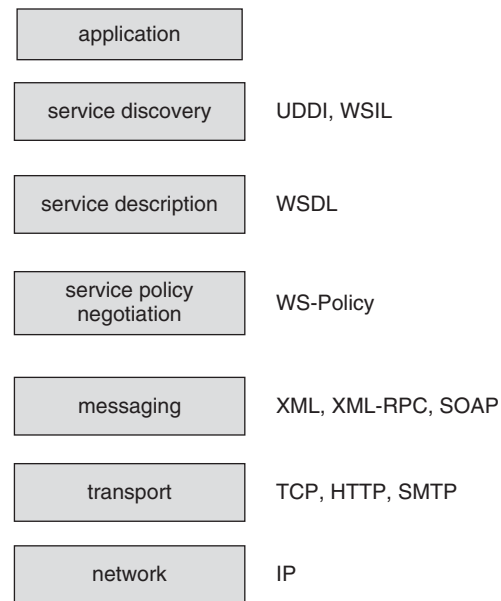 application
service discovery
UDDI, WSIL
service description
WSDL
service policy
negotiation
WS-Policy
messaging
XML, XML-RPC, SOAP
transport
TCP, HTTP, SMTP
network
IP